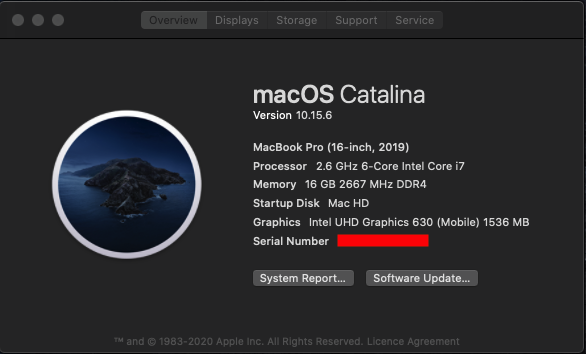 Overview Displays Storage Support Service
macOS Catalina
Version 10.15.6
MacBook Pro (16-inch, 2019)
Processor 2.6 GHz 6-Core Intel Core i7
Memory 16 GB 2667 MHz DDR4
Startup Disk Mac HD
Graphics Intel UHD Graphics 630 (Mobile) 1536 MB
Serial Number
System Report... Software Update...
™ and © 1983-2020 Apple Inc. All Rights Reserved. Licence Agreement